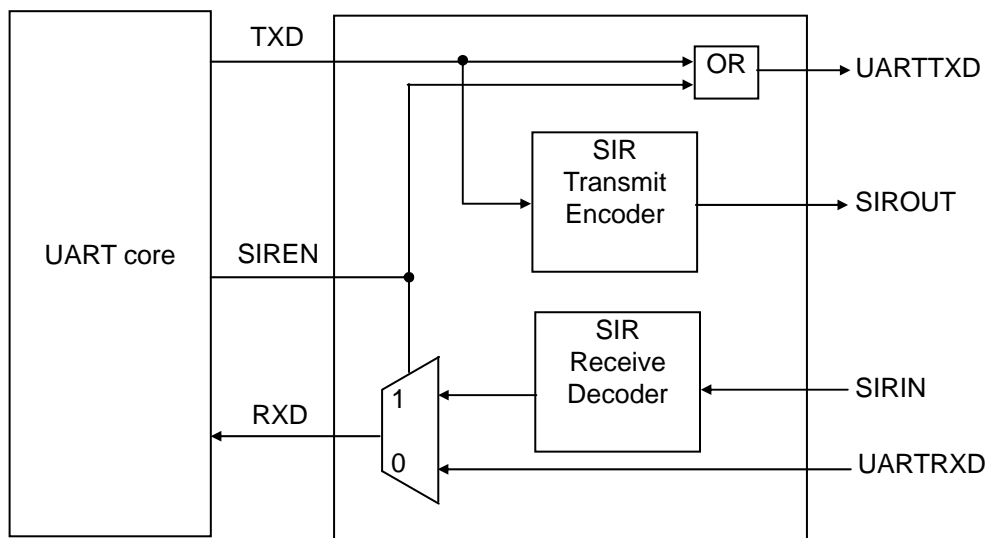 TXD
OR
UARTTXD
SIR
Transmit
Encoder
SIROUT
UART core
SIREN
SIR
Receive
Decoder
SIRIN
1
RXD
0
UARTRXD